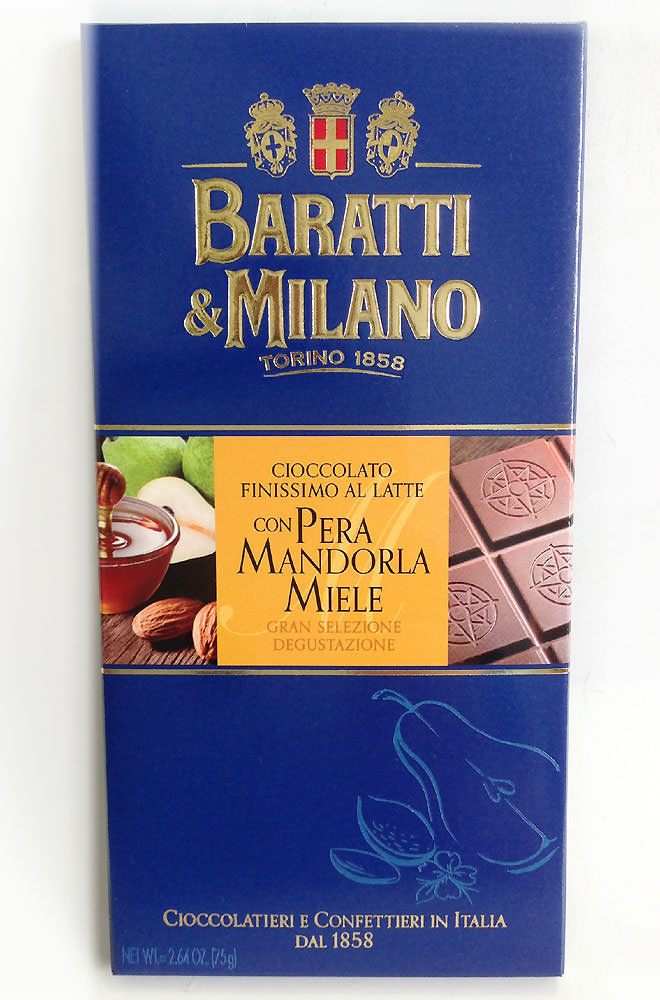 BARATTI
& MILANO
TORINO 1858
CIOCCOLATO
FINISSIMO AL LATTE
CON PERA
MANDORLA
MIELE
GRAN SELEZIONE
DEGUSTAZIONE
CIOCCOLATIERI E CONFETTIERI IN ITALIA
DAL 1858
NET WT.= 2.64 OZ. (75g)